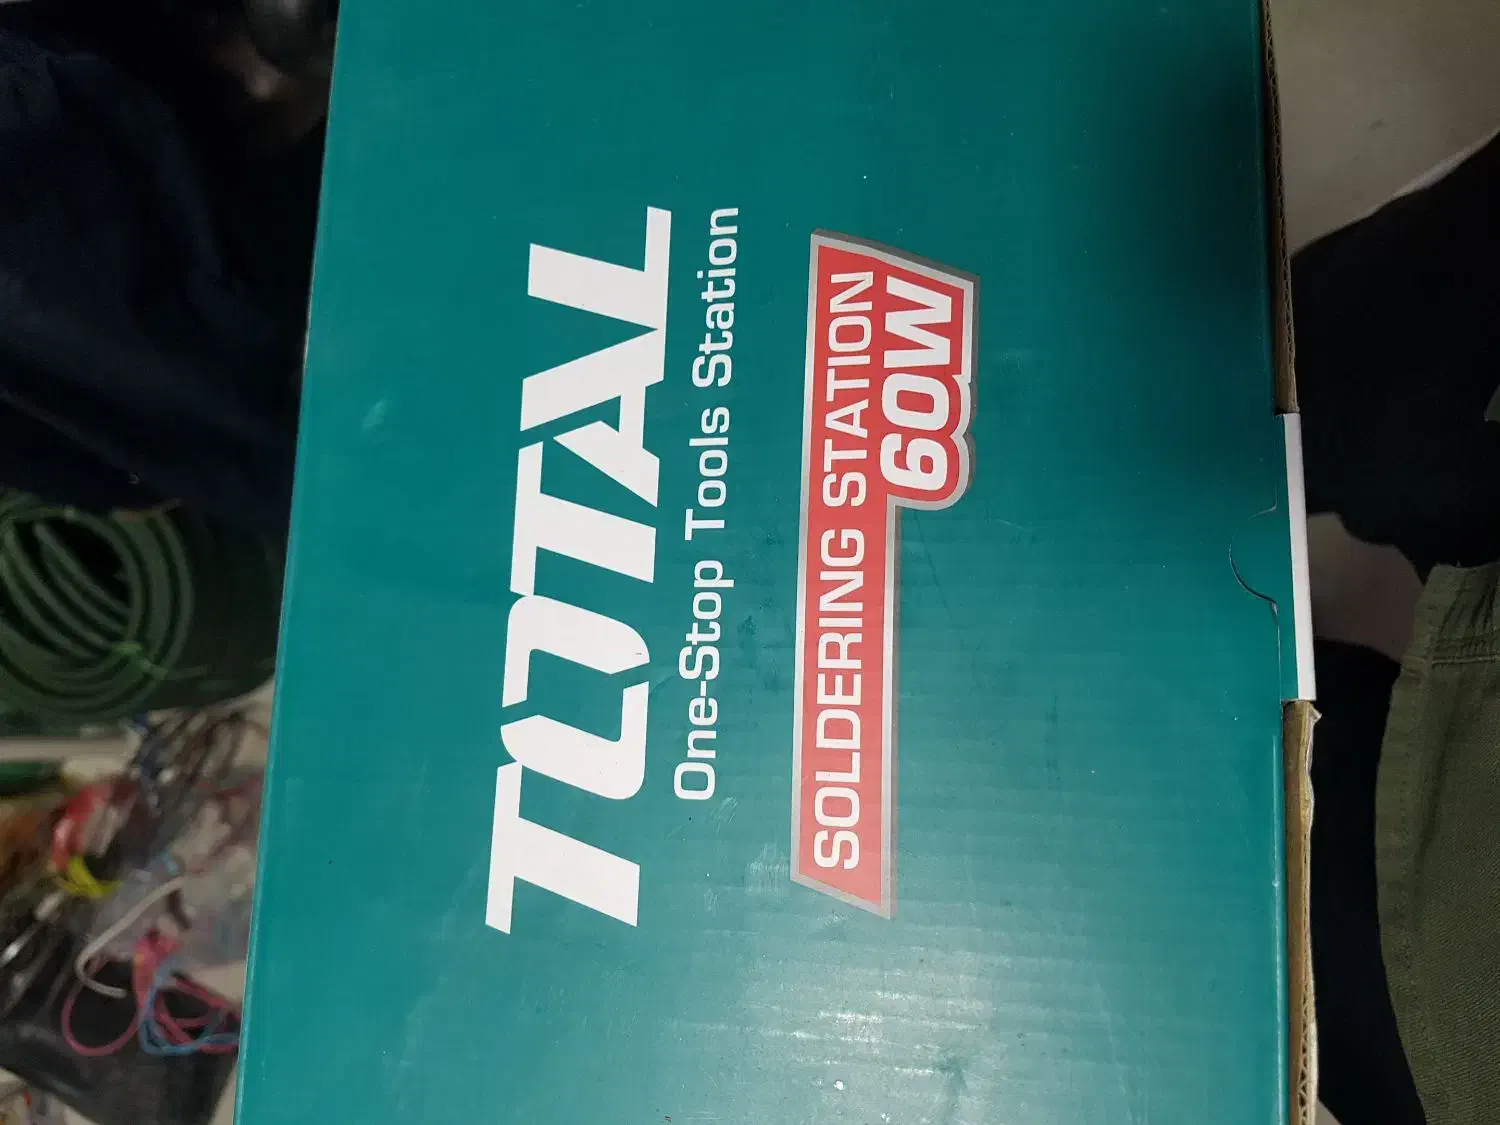 TOTAL
One-Stop Tools Station
SOLDERING STATION
60W